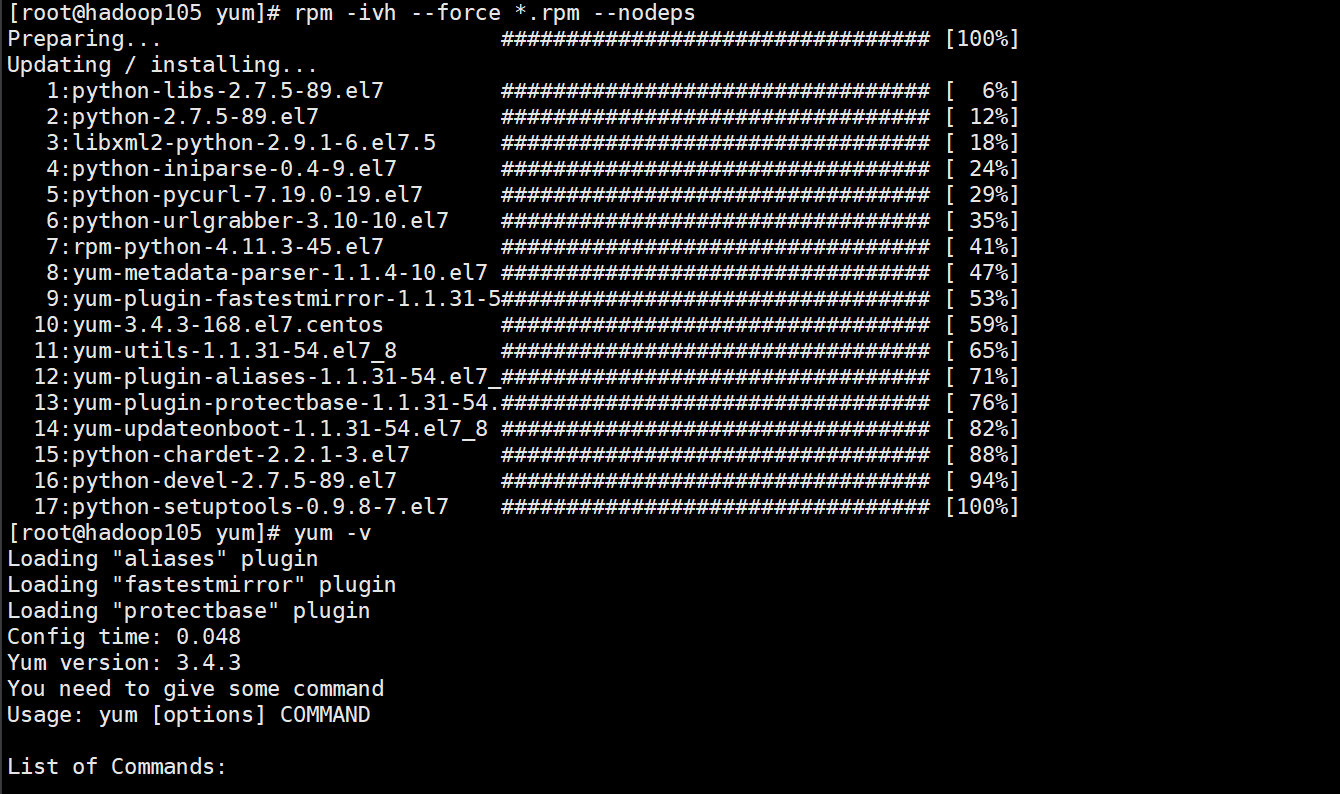 [root@hadoop105 yum]# rpm -ivh --force *.rpm --nodeps
Preparing...                          ################################# [100%]
Updating / installing...
   1:python-libs-2.7.5-89.el7         ################################# [  6%]
   2:python-2.7.5-89.el7              ################################# [ 12%]
   3:libxml2-python-2.9.1-6.el7.5     ################################# [ 18%]
   4:python-iniparse-0.4-9.el7        ################################# [ 24%]
   5:python-pycurl-7.19.0-19.el7      ################################# [ 29%]
   6:python-urlgrabber-3.10-10.el7    ################################# [ 35%]
   7:rpm-python-4.11.3-45.el7         ################################# [ 41%]
   8:yum-metadata-parser-1.1.4-10.el7 ################################# [ 47%]
   9:yum-plugin-fastestmirror-1.1.31-5################################# [ 53%]
  10:yum-3.4.3-168.el7.centos         ################################# [ 59%]
  11:yum-utils-1.1.31-54.el7_8        ################################# [ 65%]
  12:yum-plugin-aliases-1.1.31-54.el7_################################# [ 71%]
  13:yum-plugin-protectbase-1.1.31-54.################################# [ 76%]
  14:yum-updateonboot-1.1.31-54.el7_8 ################################# [ 82%]
  15:python-chardet-2.2.1-3.el7       ################################# [ 88%]
  16:python-devel-2.7.5-89.el7        ################################# [ 94%]
  17:python-setuptools-0.9.8-7.el7    ################################# [100%]
[root@hadoop105 yum]# yum -v
Loading "aliases" plugin
Loading "fastestmirror" plugin
Loading "protectbase" plugin
Config time: 0.048
Yum version: 3.4.3
You need to give some command
Usage: yum [options] COMMAND

List of Commands: